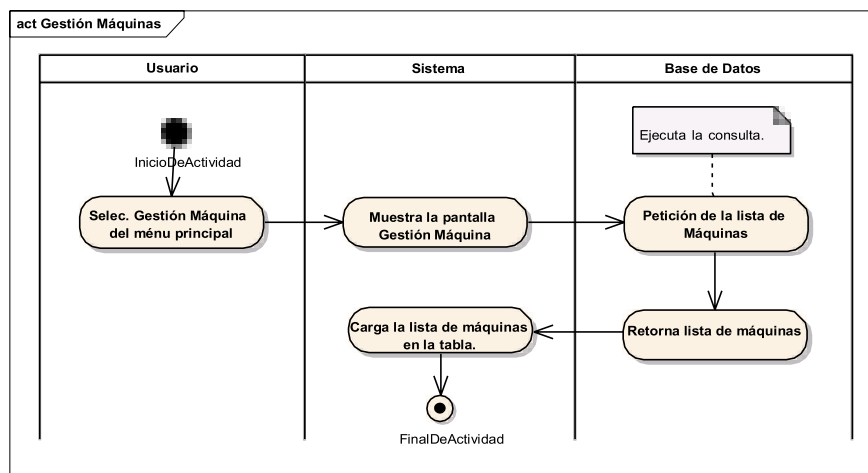 act Gestión Máquinas
Usuario
Sistema
Base de Datos
Ejecuta la consulta.
InicioDeActividad
Selec. Gestión Máquina
del ménu principal
Muestra la pantalla
Gestión Máquina
Petición de la lista de
Máquinas
Carga la lista de máquinas
en la tabla.
Retorna lista de máquinas
FinalDeActividad